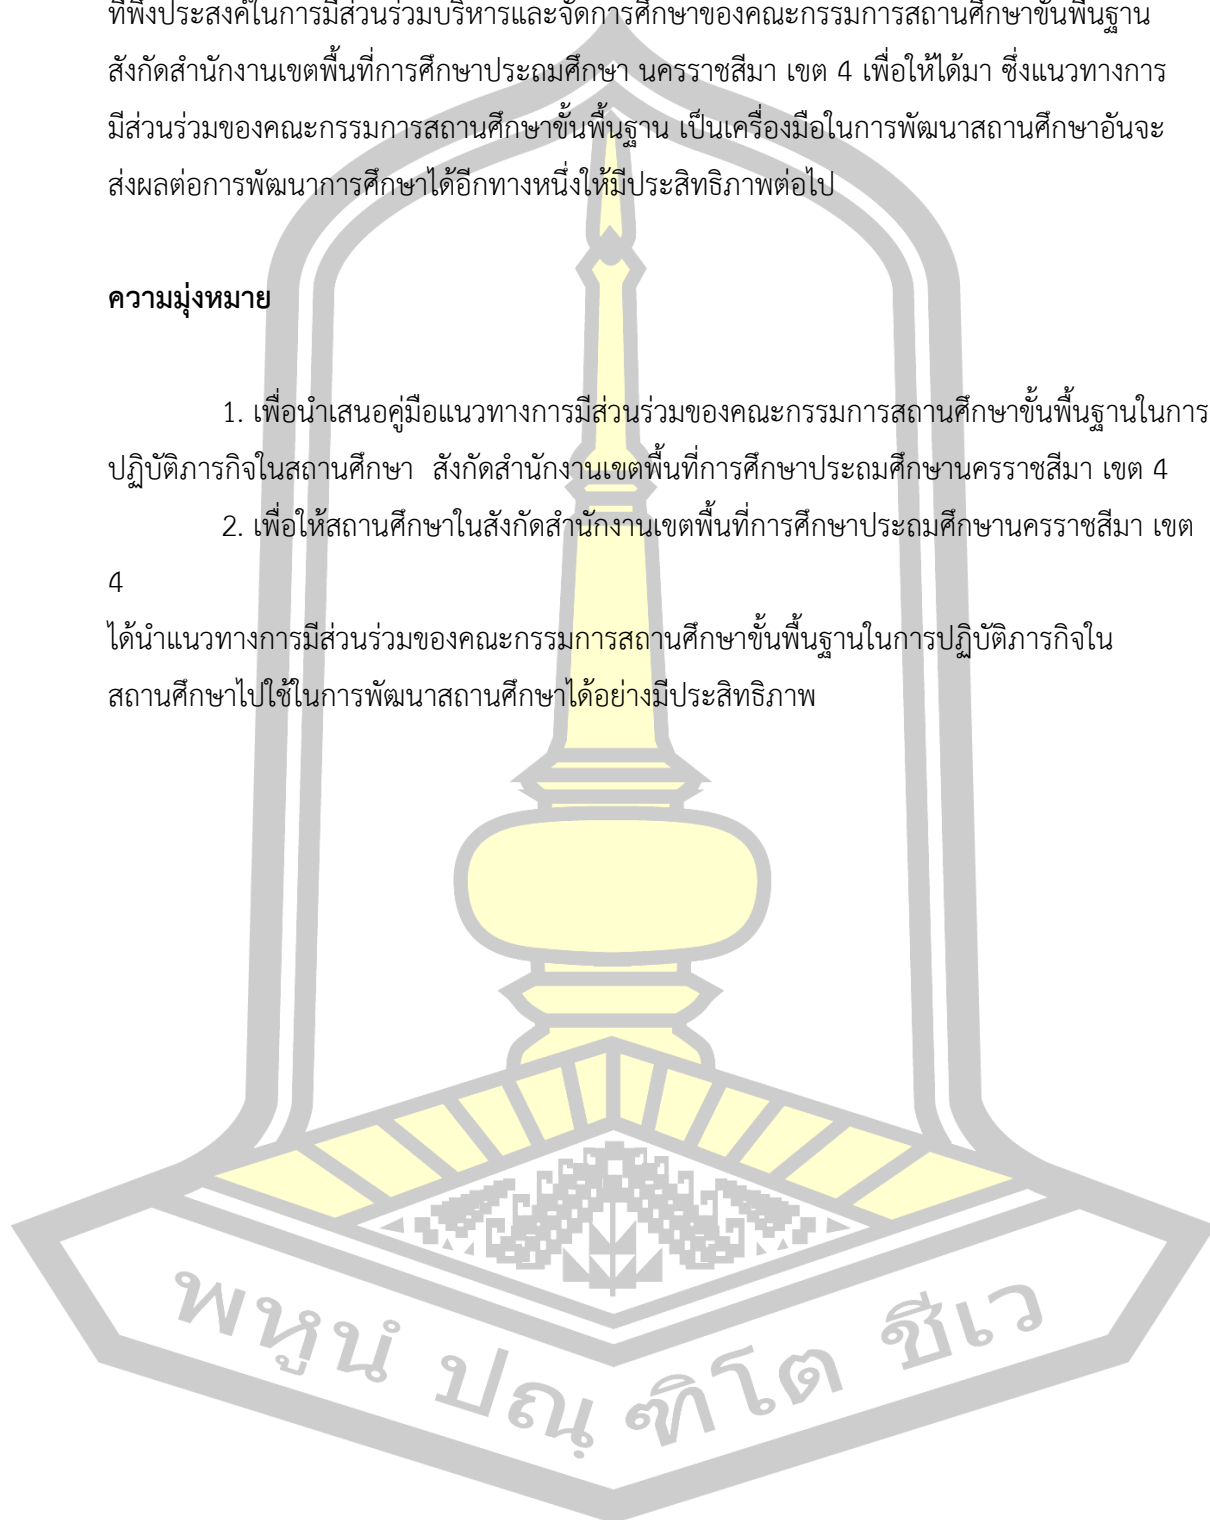 ที่พึงประสงค์ในการมีส่วนร่วมบริหารและจัดการศึกษาของคณะกรรมการสถานศึกษาขั้นพื้นฐาน
สังกัดสำนักงานเขตพื้นที่การศึกษาประถมศึกษา นครราชสีมา เขต 4 เพื่อให้ได้มา ซึ่งแนวทางการ
มีส่วนร่วมของคณะกรรมการสถานศึกษาขั้นพื้นฐาน เป็นเครื่องมือในการพัฒนาสถานศึกษาอันจะ
ส่งผลต่อการพัฒนาการศึกษาได้อีกทางหนึ่งให้มีประสิทธิภาพต่อไป
ความมุ่งหมาย
1. เพื่อนำเสนอคู่มือแนวทางการมีส่วนร่วมของคณะกรรมการสถานศึกษาขั้นพื้นฐานในการ
ปฏิบัติภารกิจในสถานศึกษา สังกัดสำนักงานเขตพื้นที่การศึกษาประถมศึกษานครราชสีมา เขต 4
2. เพื่อให้สถานศึกษาในสังกัดสำนักงานเขตพื้นที่การศึกษาประถมศึกษานครราชสีมา เขต
4
ได้นำแนวทางการมีส่วนร่วมของคณะกรรมการสถานศึกษาขั้นพื้นฐานในการปฏิบัติภารกิจใน
สถานศึกษาไปใช้ในการพัฒนาสถานศึกษาได้อย่างมีประสิทธิภาพ
พหูนํ ปณฺฑิโต ชีเว